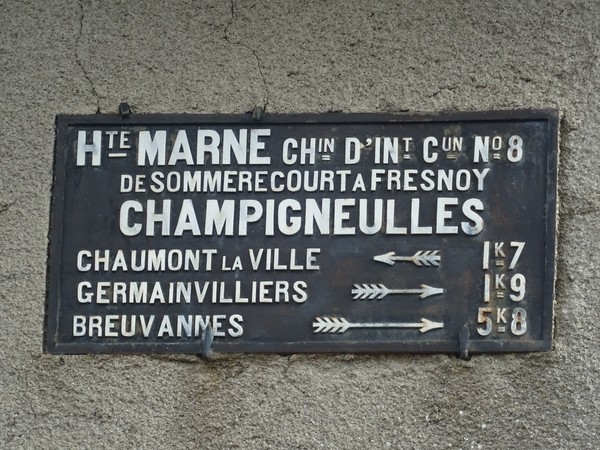 HTE MARNE CHIN D'INT CUN NO 8
DE SOMMERECOURT A FRESNOY
CHAMPIGNEULLES
CHAUMONT LA VILLE 1K7
GERMAINVILLIERS 1K9
BREUVANNES 5K8